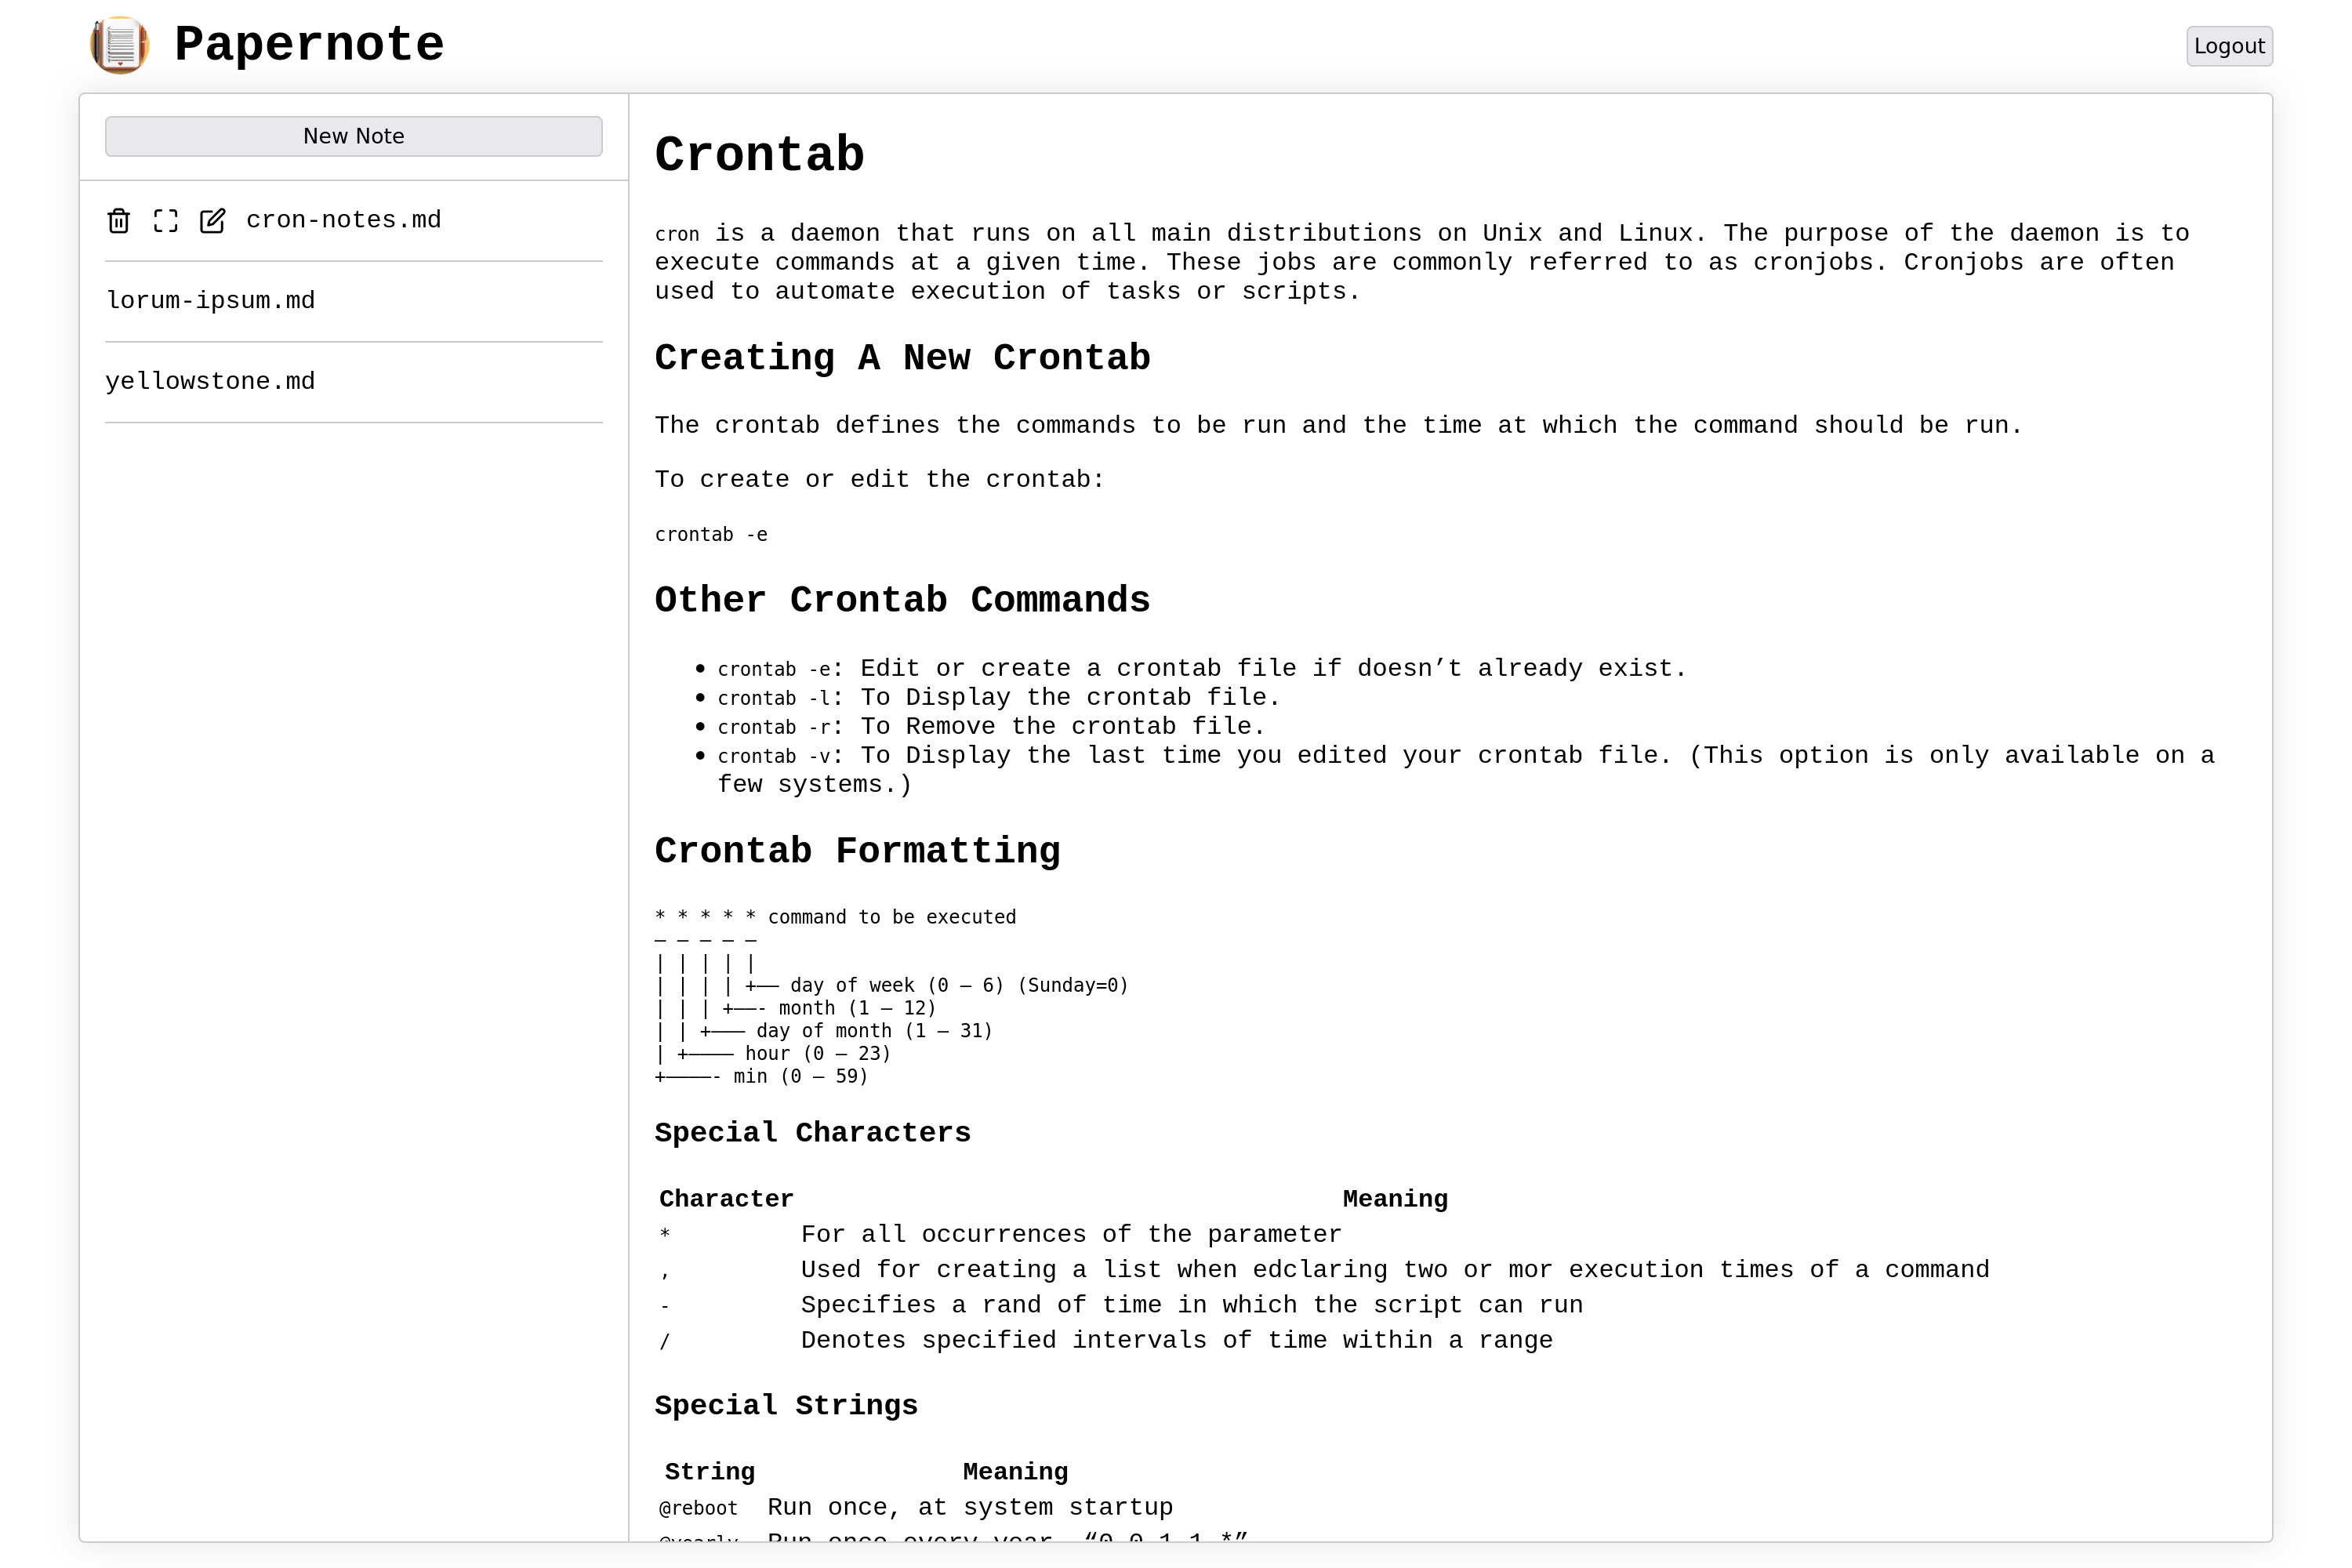 Papernote
Logout
New Note
cron-notes.md
lorum-ipsum.md
yellowstone.md
Crontab
cron is a daemon that runs on all main distributions on Unix and Linux. The purpose of the daemon is to
execute commands at a given time. These jobs are commonly referred to as cronjobs. Cronjobs are often
used to automate execution of tasks or scripts.
Creating A New Crontab
The crontab defines the commands to be run and the time at which the command should be run.
To create or edit the crontab:
crontab -e
Other Crontab Commands
• crontab -e: Edit or create a crontab file if doesn’t already exist.
• crontab -l: To Display the crontab file.
• crontab -r: To Remove the crontab file.
• crontab -v: To Display the last time you edited your crontab file. (This option is only available on a
few systems.)
Crontab Formatting
* * * * * command to be executed
– – – – –
| | | | |
| | | | +—– day of week (0 – 6) (Sunday=0)
| | | +——- month (1 – 12)
| | +——— day of month (1 – 31)
| +———– hour (0 – 23)
+————- min (0 – 59)
Special Characters
Character Meaning
* For all occurrences of the parameter
, Used for creating a list when edclaring two or mor execution times of a command
- Specifies a rand of time in which the script can run
/ Denotes specified intervals of time within a range
Special Strings
String Meaning
@reboot Run once, at system startup
@yearly Run once every year, “0 0 1 1 *”